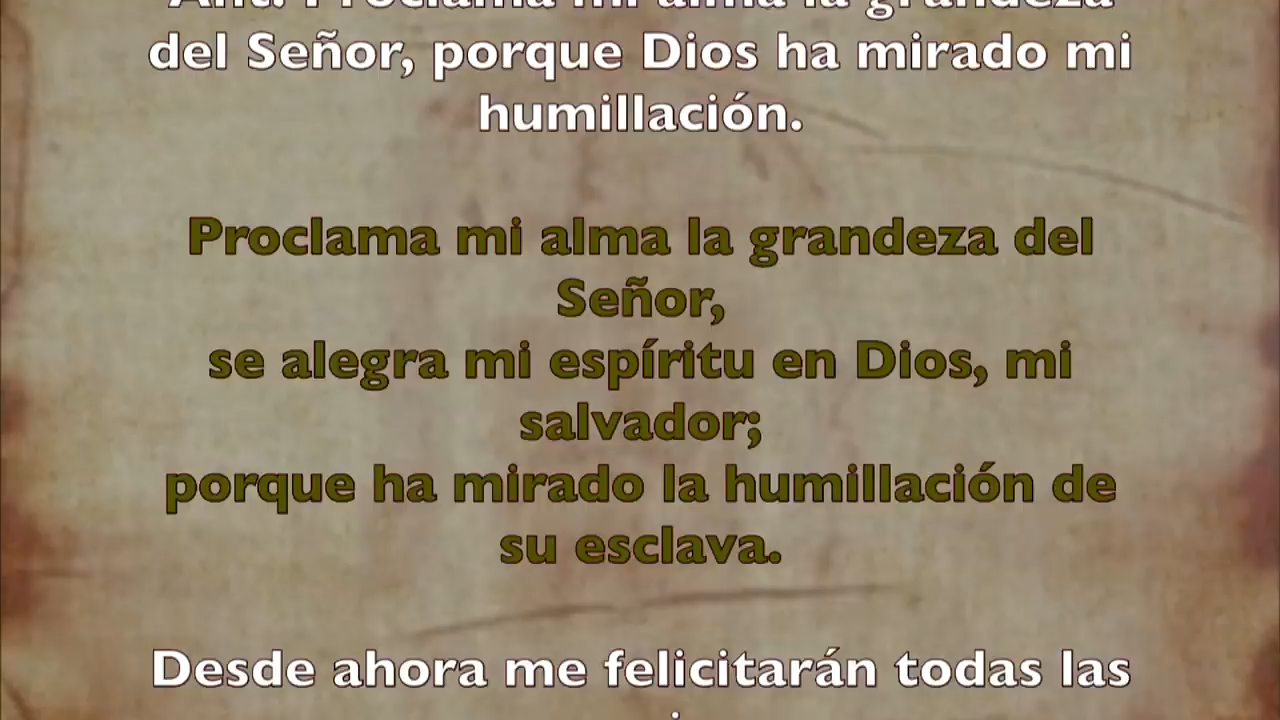 Ant. Proclama mi alma la grandeza
del Señor, porque Dios ha mirado mi
humillación.
Proclama mi alma la grandeza del
Señor,
se alegra mi espíritu en Dios, mi
salvador;
porque ha mirado la humillación de
su esclava.
Desde ahora me felicitarán todas las